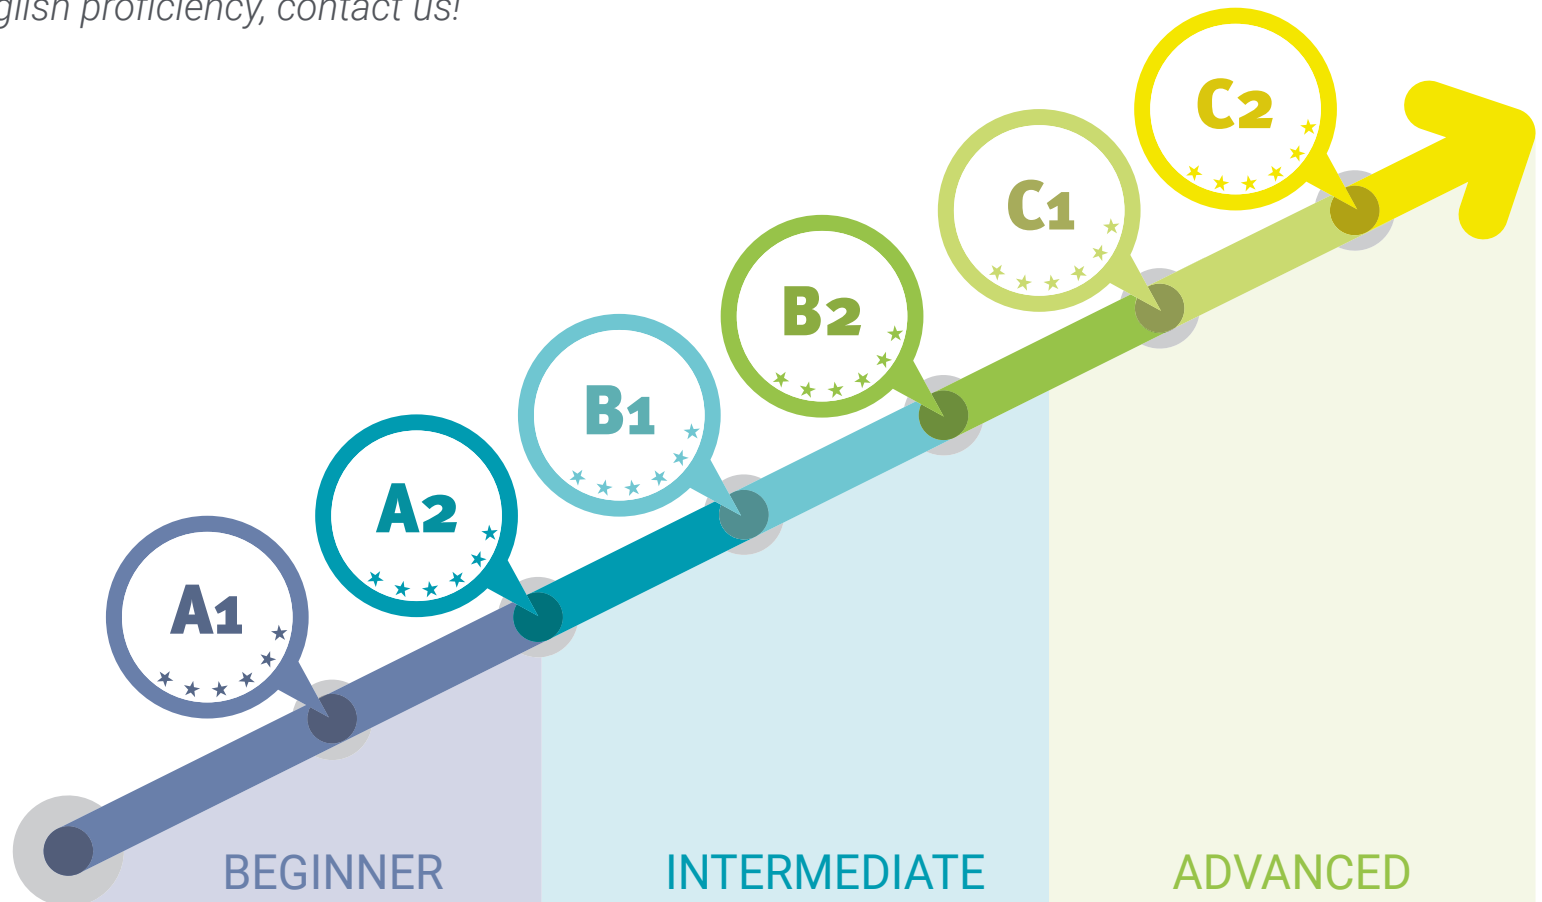 glish proficiency, contact us!
C2
C1
B2
B1
A2
A1
BEGINNER INTERMEDIATE ADVANCED